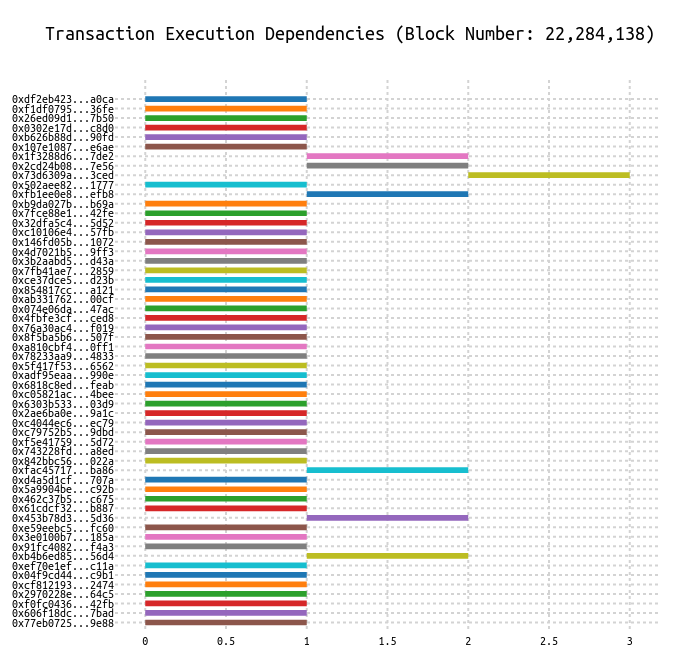 Transaction Execution Dependencies (Block Number: 22,284,138)
0xdf2eb423...a0ca
0xf1df0795...36fe
0x26ed09d1...7b50
0x0302e17d...c8d0
0xb626b88d...90fd
0x107e1087...e6ae
0x1f3288d6...7de2
0x2cd24b08...7e56
0x73d6309a...3ced
0x502aee82...1777
0xfb1ee0e8...efb8
0xb9da027b...b69a
0x7fce88e1...42fe
0x32dfa5c4...5d52
0xc10106e4...57fb
0x146fd05b...1072
0x4d7021b5...9ff3
0x3b2aabd5...d43a
0x7fb41ae7...2859
0xce37dce5...d23b
0x854817cc...a121
0xab331762...00cf
0x074e06da...47ac
0x4fbfe3cf...ced8
0x76a30ac4...f019
0x8f5ba5b6...507f
0xa810cbf4...0ff1
0x78233aa9...4833
0x5f417f53...6562
0xadf95eaa...990e
0x6818c8ed...feab
0xc05821ac...4bee
0x6303b533...03d9
0x2ae6ba0e...9a1c
0xc4044ec6...ec79
0xc79752b5...9dbd
0xf5e41759...5d72
0x743228fd...a8ed
0x842bbc56...022a
0xfac45717...ba86
0xd4a5d1cf...707a
0x5a9904be...c92b
0x462c37b5...c675
0x61cdcf32...b887
0x453b78d3...5d36
0xe59eebc5...fc60
0x3e0100b7...185a
0x91fc4082...f4a3
0xb4b6ed85...56d4
0xef70e1ef...c11a
0x04f9cd44...c9b1
0xcf812193...2474
0x2970228e...64c5
0xf0fc0436...42fb
0x606f18dc...7bad
0x77eb0725...9e88
0 0.5 1 1.5 2 2.5 3